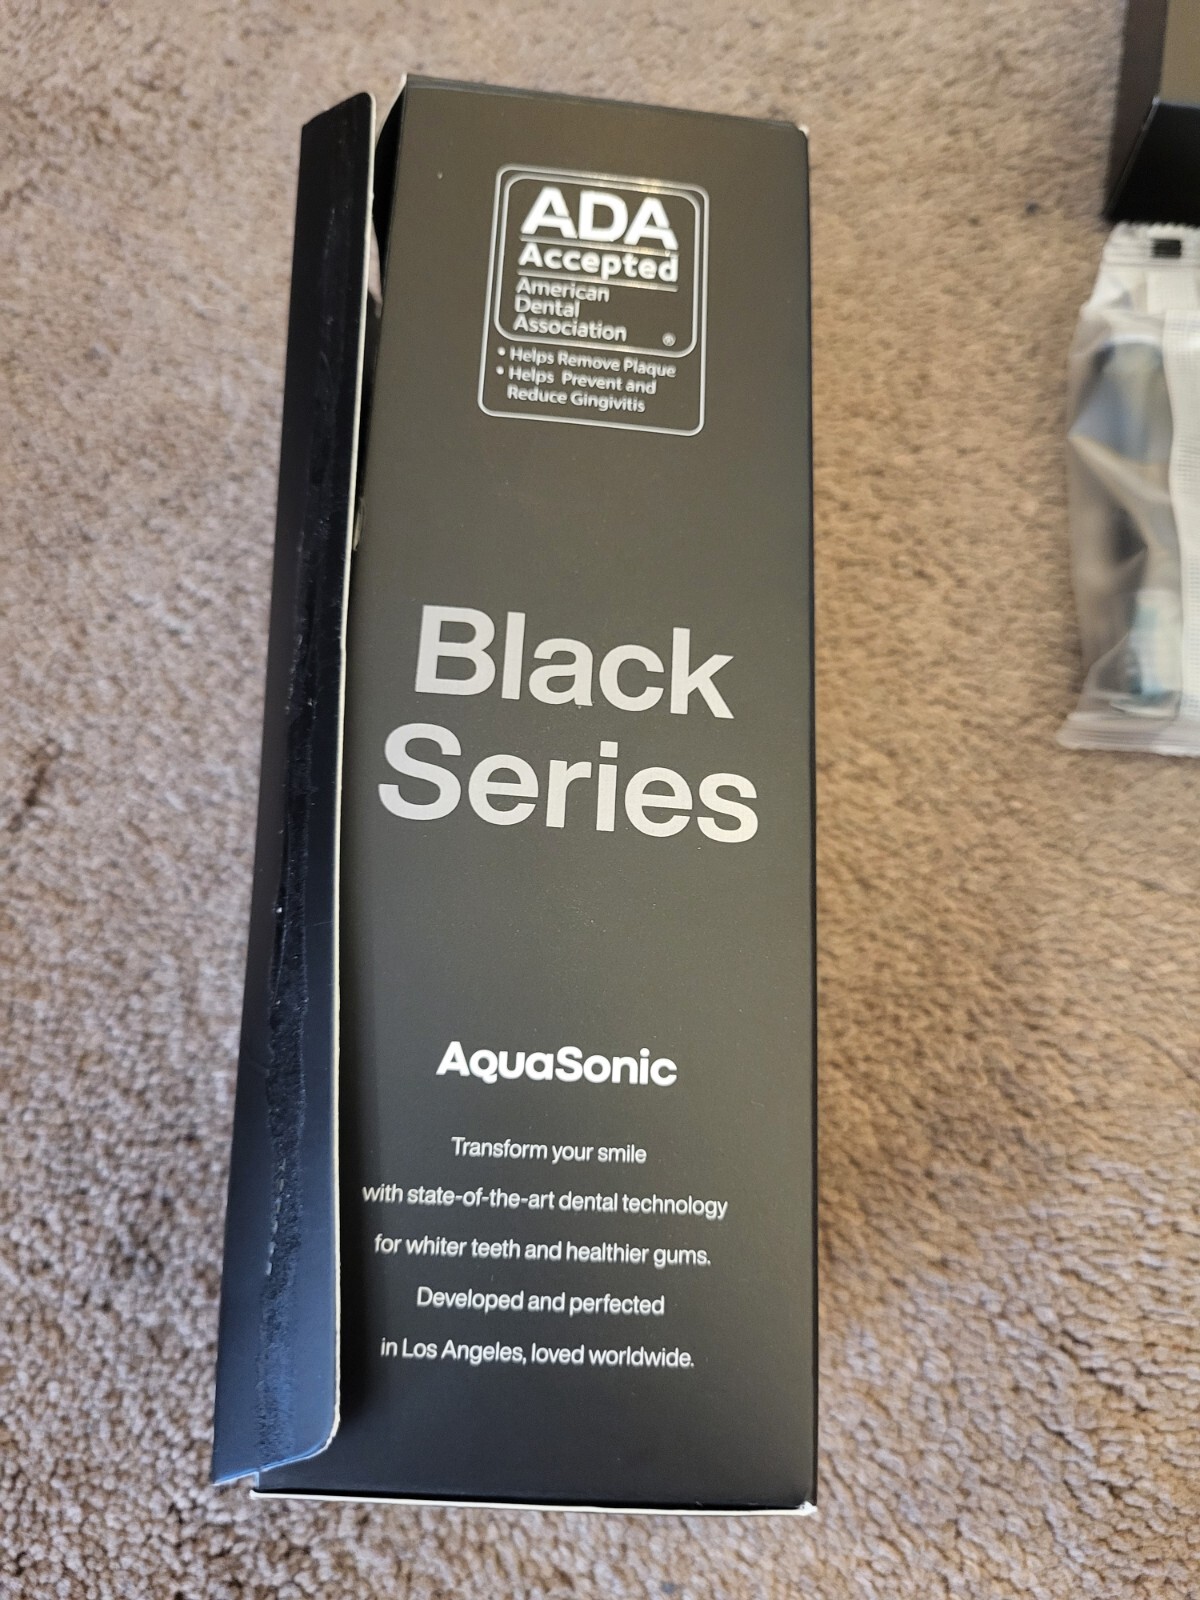 ADA
Accepted
American
Dental
Association ®
• Helps Remove Plaque
• Helps Prevent and
Reduce Gingivitis
Black
Series
AquaSonic
Transform your smile
with state-of-the-art dental technology
for whiter teeth and healthier gums.
Developed and perfected
in Los Angeles, loved worldwide.